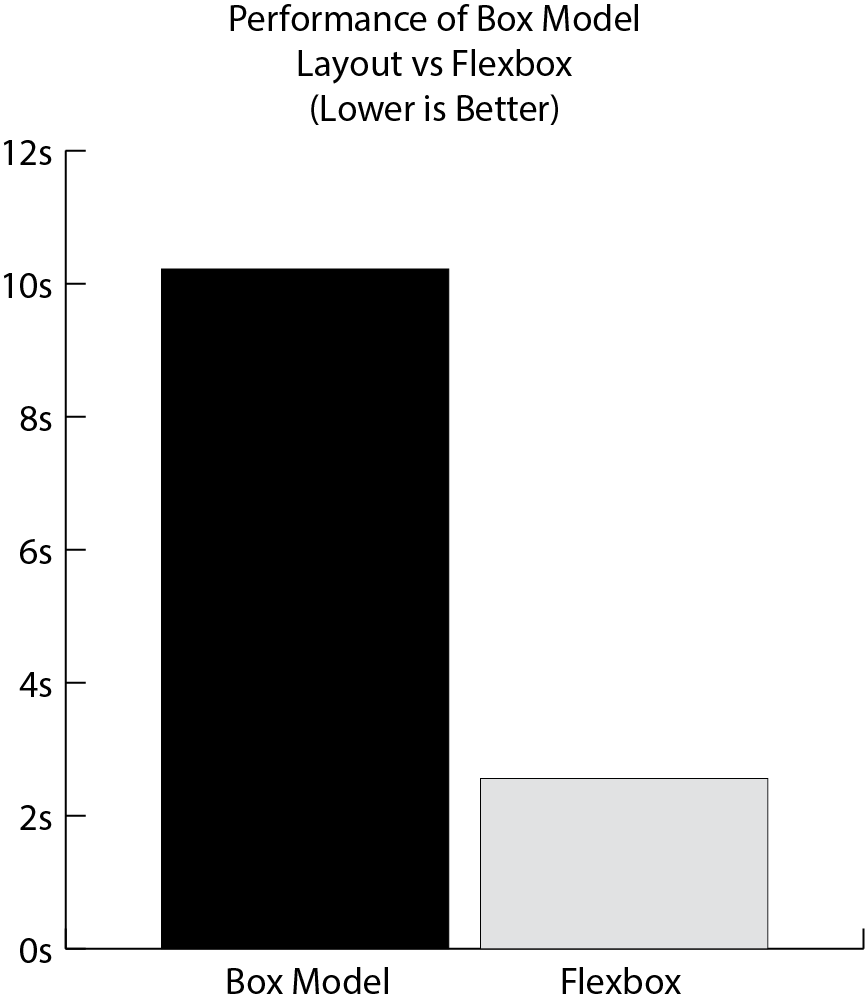 Performance of Box Model
Layout vs Flexbox
(Lower is Better)
12s
10s
8s
6s
4s
2s
0s
Box Model
Flexbox